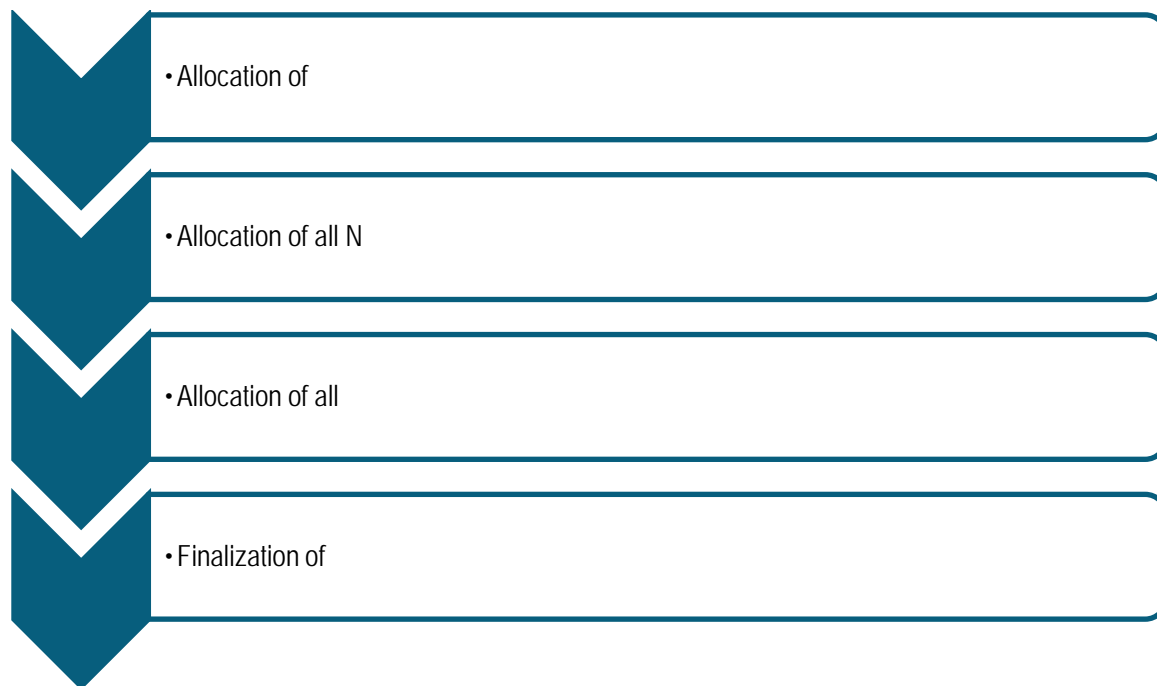 • Allocation of
• Allocation of all N
• Allocation of all
• Finalization of